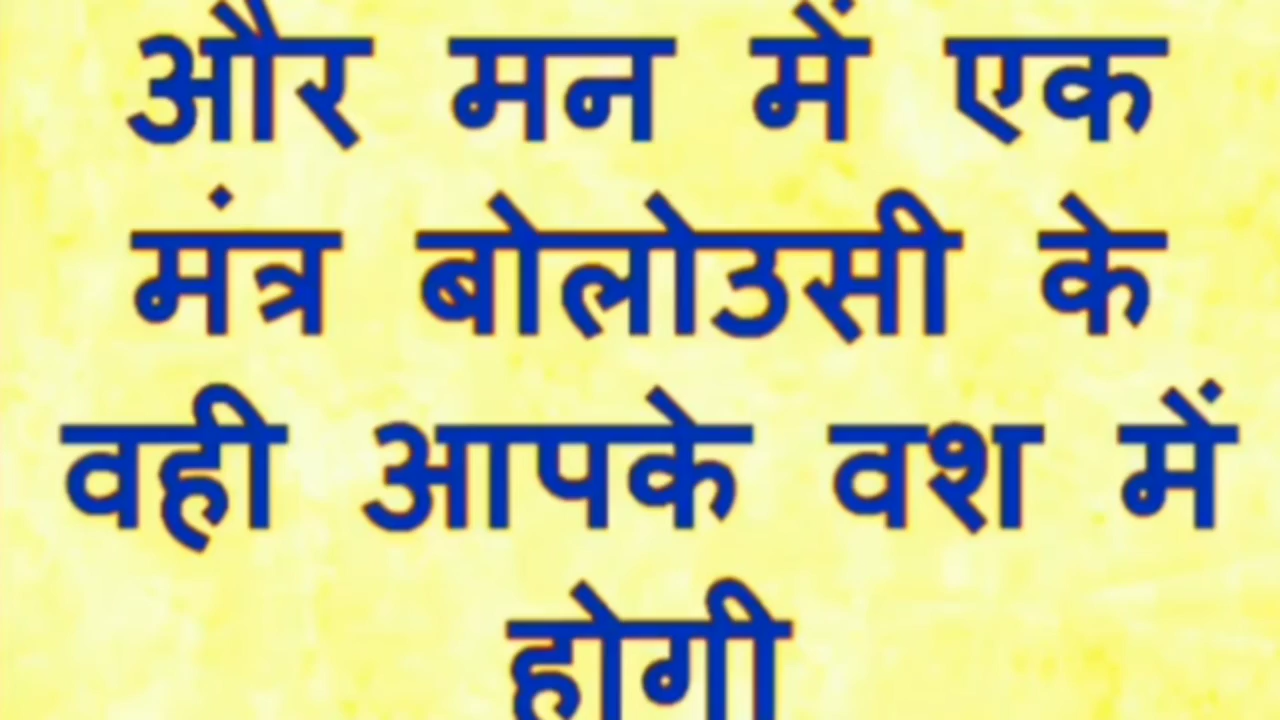 और मन में एक
मंत्र बोलोउसी के
वही आपके वश में
होगी